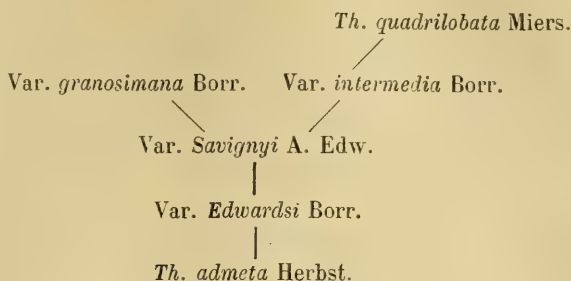 Th. quadrilobata Miers.
Var. granosimana Borr. Var. intermedia Borr.
Var. Savignyi A. Edw.
Var. Edwardsi Borr.
Th. admeta Herbst.